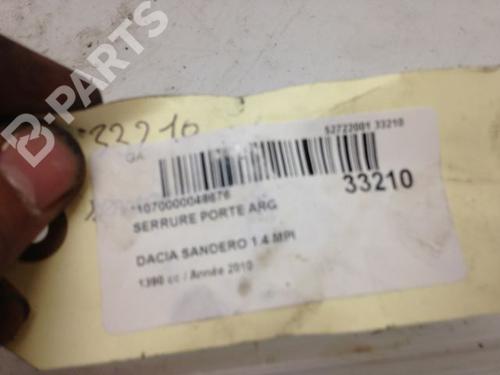 B-PARTS
33210
GA
52722001 33210
*1070000048676
33210
SERRURE PORTE ARG
DACIA SANDERO 1.4 MPI
1390 cc / Année 2010